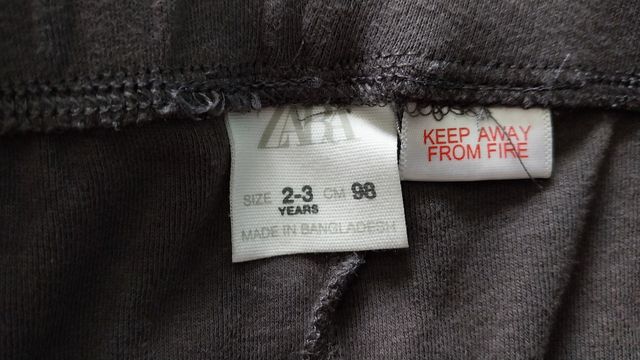 ZARA
SIZE 2-3 CM 98
YEARS
MADE IN BANGLADESH
KEEP AWAY
FROM FIRE